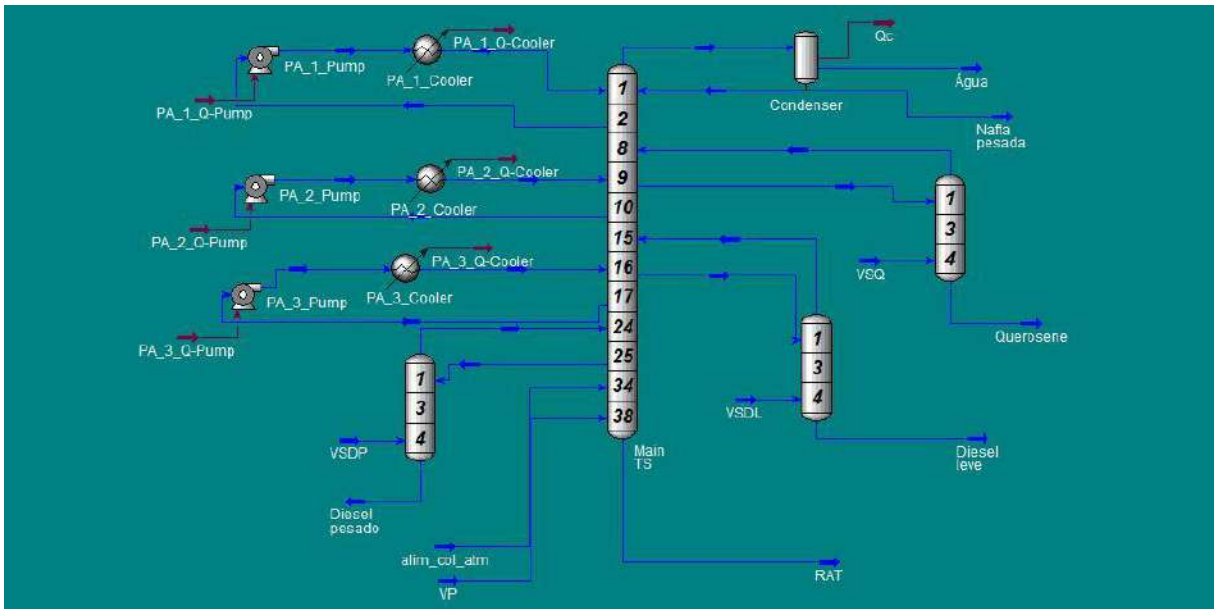 PA_1_Q-Cooler
PA_1_Pump
PA_1_Cooler
PA_1_Q-Pump
Qc
Água
Condenser
Nafta
pesada
1
2
8
9
10
15
16
17
24
25
34
38
Main
TS
PA_2_Q-Cooler
PA_2_Pump
PA_2_Cooler
PA_2_Q-Pump
1
3
4
VSQ
Querosene
PA_3_Q-Cooler
PA_3_Pump
PA_3_Cooler
PA_3_Q-Pump
1
3
4
VSDL
Diesel
leve
1
3
4
VSDP
Diesel
pesado
alim_col_atm
VP
RAT